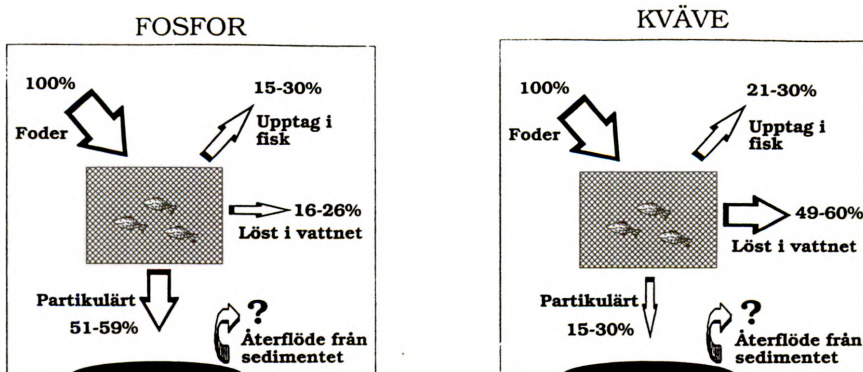 FOSFOR
100%
Foder
15-30%
Upptag i
fisk
16-26%
Löst i vattnet
Partikulärt
51-59%
?
Återflöde från
sedimentet
KVÄVE
100%
Foder
21-30%
Upptag i
fisk
49-60%
Löst i vattnet
Partikulärt
15-30%
?
Återflöde från
sedimentet